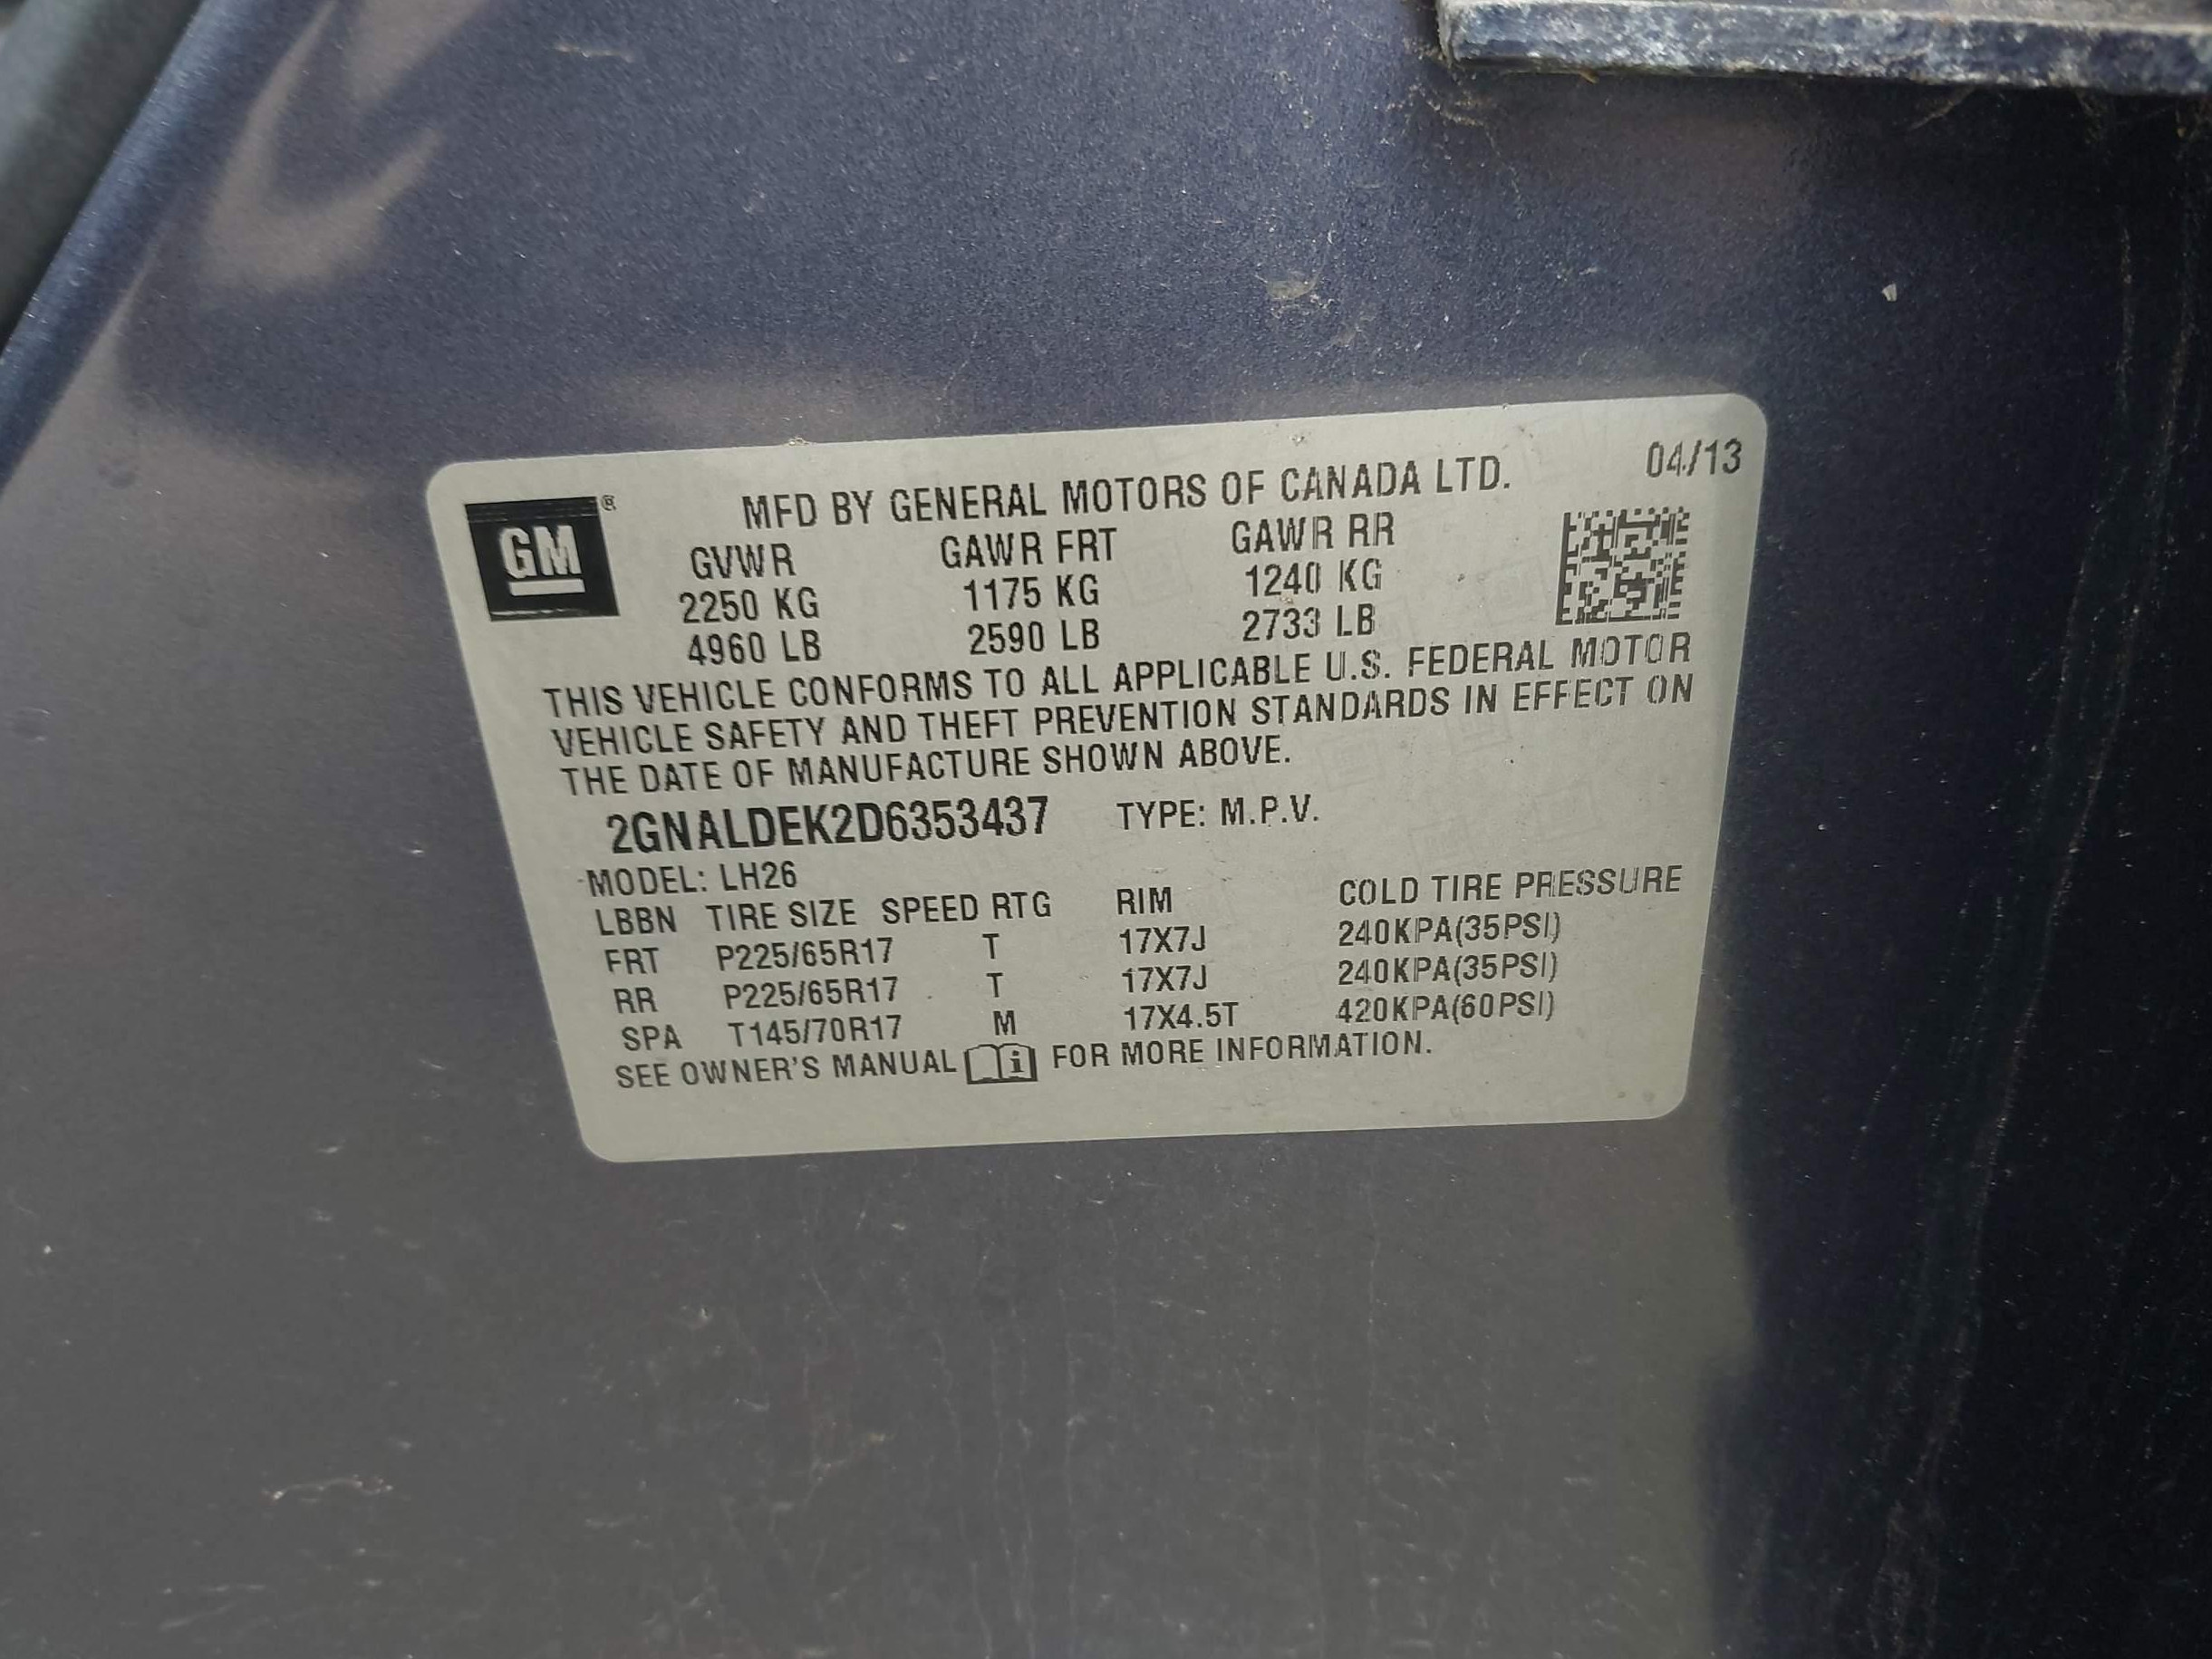 04/13
GM®
MFD BY GENERAL MOTORS OF CANADA LTD.
GVWR GAWR FRT GAWR RR
2250 KG 1175 KG 1240 KG
4960 LB 2590 LB 2733 LB
THIS VEHICLE CONFORMS TO ALL APPLICABLE U.S. FEDERAL MOTOR
VEHICLE SAFETY AND THEFT PREVENTION STANDARDS IN EFFECT ON
THE DATE OF MANUFACTURE SHOWN ABOVE.
2GNALDEK2D6353437 TYPE: M.P.V.
MODEL: LH26
LBBN TIRE SIZE SPEED RTG RIM COLD TIRE PRESSURE
FRT P225/65R17 T 17X7J 240KPA(35PSI)
RR P225/65R17 T 17X7J 240KPA(35PSI)
SPA T145/70R17 M 17X4.5T 420KPA(60PSI)
SEE OWNER'S MANUAL i FOR MORE INFORMATION.